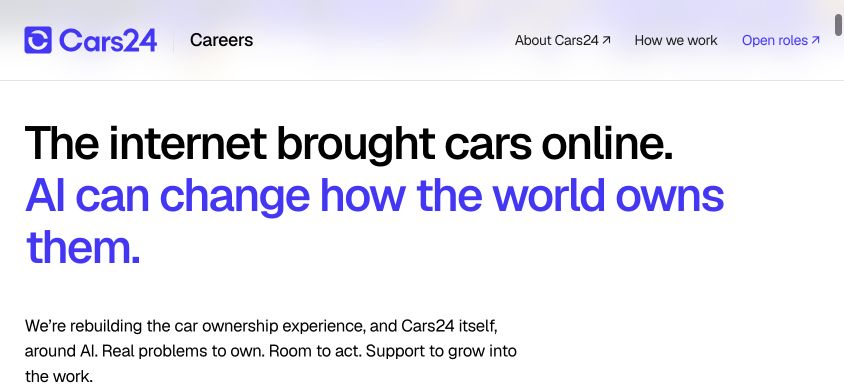 Cars24
Careers
About Cars24 ↗
How we work
Open roles ↗
The internet brought cars online.
AI can change how the world owns
them.
We’re rebuilding the car ownership experience, and Cars24 itself,
around AI. Real problems to own. Room to act. Support to grow into
the work.